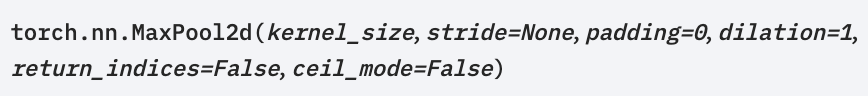 torch.nn.MaxPool2d(kernel_size, stride=None, padding=0, dilation=1,
return_indices=False, ceil_mode=False)